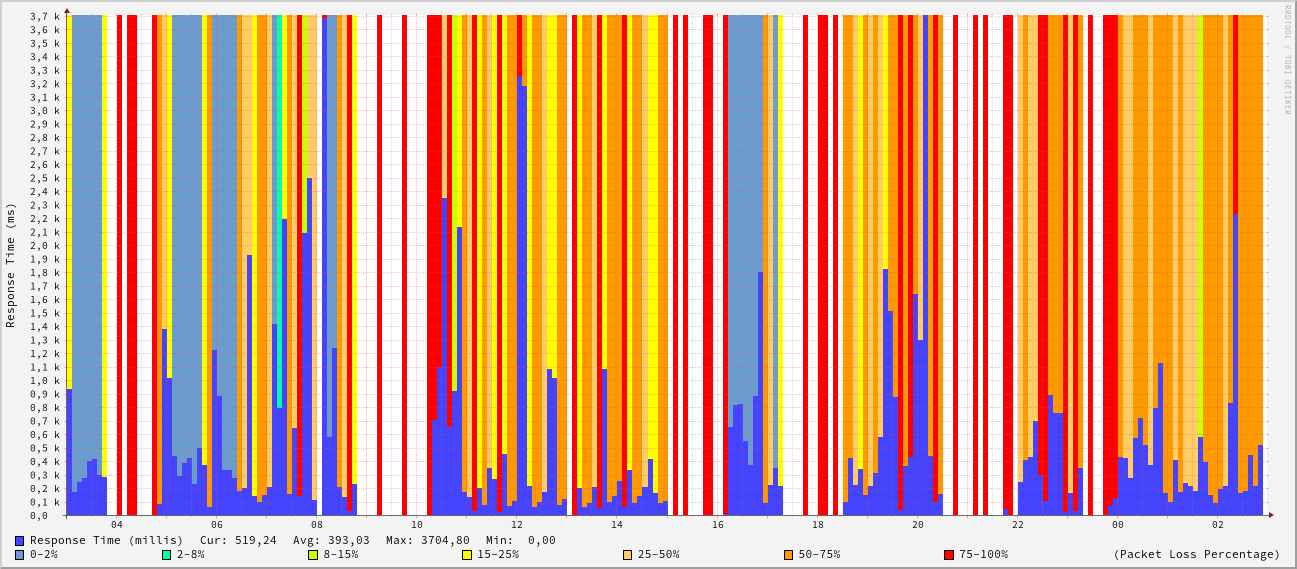 RRDTOOL / TOBI OETIKER
Response Time (ms)
3,7 k
3,6 k
3,5 k
3,4 k
3,3 k
3,2 k
3,1 k
3,0 k
2,9 k
2,8 k
2,7 k
2,6 k
2,5 k
2,4 k
2,3 k
2,2 k
2,1 k
2,0 k
1,9 k
1,8 k
1,7 k
1,6 k
1,5 k
1,4 k
1,3 k
1,2 k
1,1 k
1,0 k
0,9 k
0,8 k
0,7 k
0,6 k
0,5 k
0,4 k
0,3 k
0,2 k
0,1 k
0,0
04 06 08 10 12 14 16 18 20 22 00 02
Response Time (millis) Cur: 519,24 Avg: 393,03 Max: 3704,80 Min: 0,00
0-2% 2-8% 8-15% 15-25% 25-50% 50-75% 75-100% (Packet Loss Percentage)